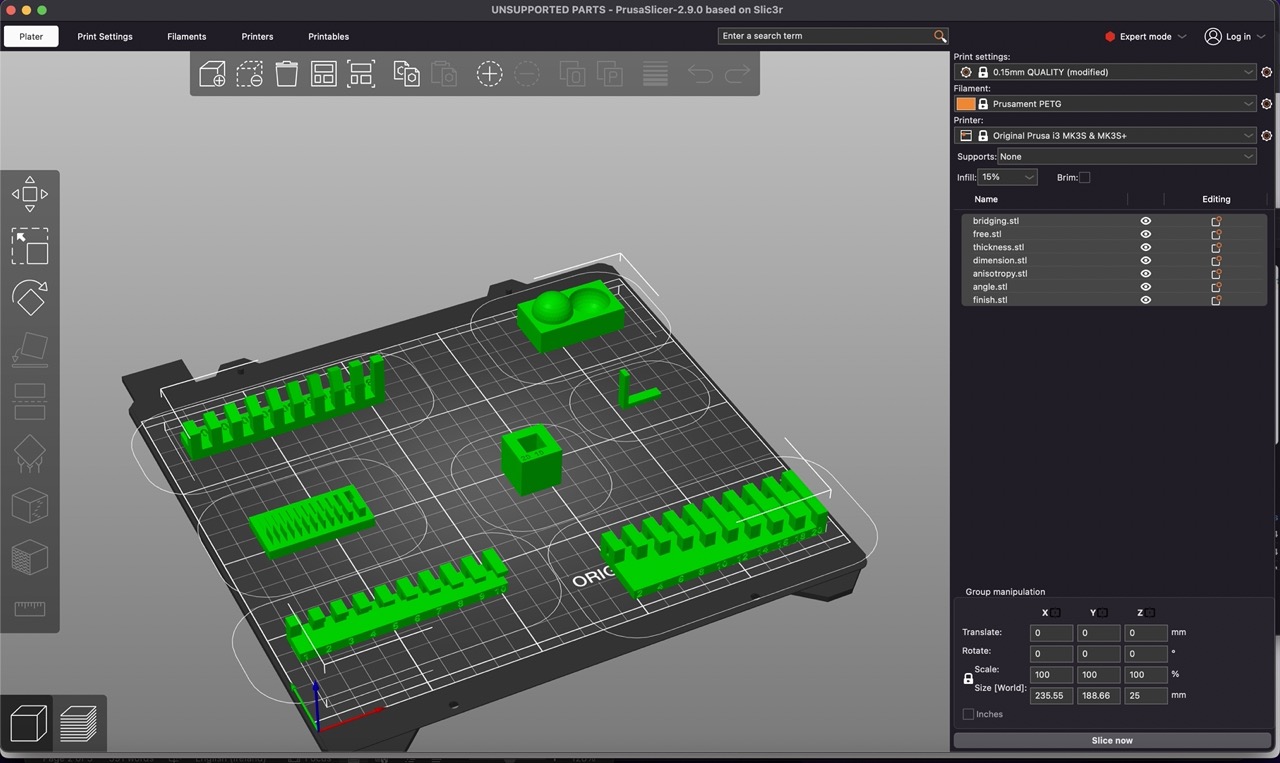 UNSUPPORTED PARTS - PrusaSlicer-2.9.0 based on Slic3r
Plater Print Settings Filaments Printers Printables
Enter a search term
Expert mode Log in
Print settings:
0.15mm QUALITY (modified)
Filament:
Prusament PETG
Printer:
Original Prusa i3 MK3S & MK3S+
Supports: None
Infill: 15% Brim:
Name Editing
bridging.stl
free.stl
thickness.stl
dimension.stl
anisotropy.stl
angle.stl
finish.stl
ORIG
Group manipulation
X Y Z
Translate: 0 0 0 mm
Rotate: 0 0 0 °
Scale: 100 100 100 %
Size [World]: 235.55 188.66 25 mm
Inches
Slice now